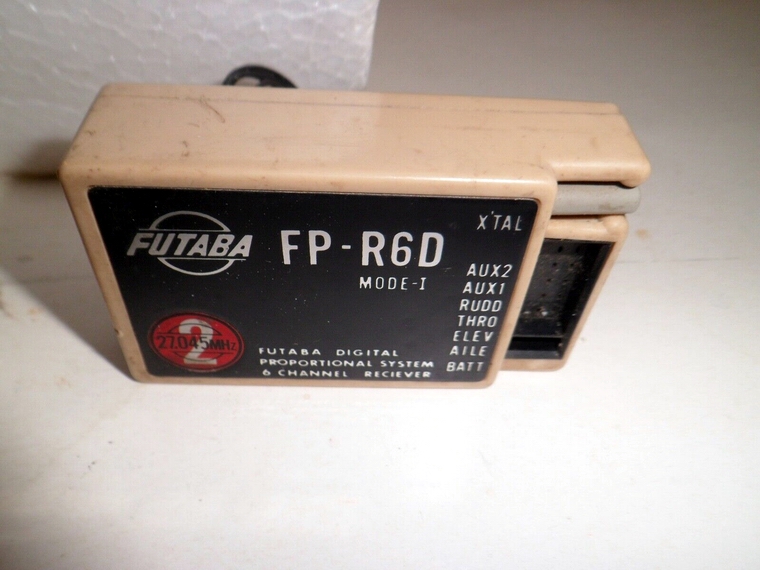 FUTABA
FP-R6D
MODE-I
X'TAL
AUX2
AUX1
RUDD
THRO
ELEV
AILE
BATT
2
27.045MHz
FUTABA DIGITAL
PROPORTIONAL SYSTEM
6 CHANNEL RECIEVER